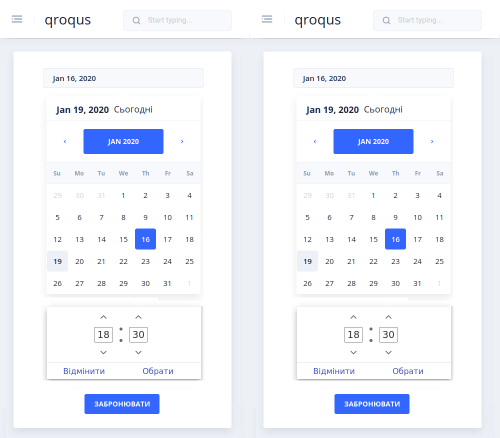 qroqus
Start typing...
Jan 16, 2020
Jan 19, 2020 Сьогодні
‹ JAN 2020 ›
Su Mo Tu We Th Fr Sa
29 30 31 1 2 3 4
5 6 7 8 9 10 11
12 13 14 15 16 17 18
19 20 21 22 23 24 25
26 27 28 29 30 31 1
18 : 30
Відмінити Обрати
ЗАБРОНЮВАТИ
qroqus
Start typing...
Jan 16, 2020
Jan 19, 2020 Сьогодні
‹ JAN 2020 ›
Su Mo Tu We Th Fr Sa
29 30 31 1 2 3 4
5 6 7 8 9 10 11
12 13 14 15 16 17 18
19 20 21 22 23 24 25
26 27 28 29 30 31 1
18 : 30
Відмінити Обрати
ЗАБРОНЮВАТИ